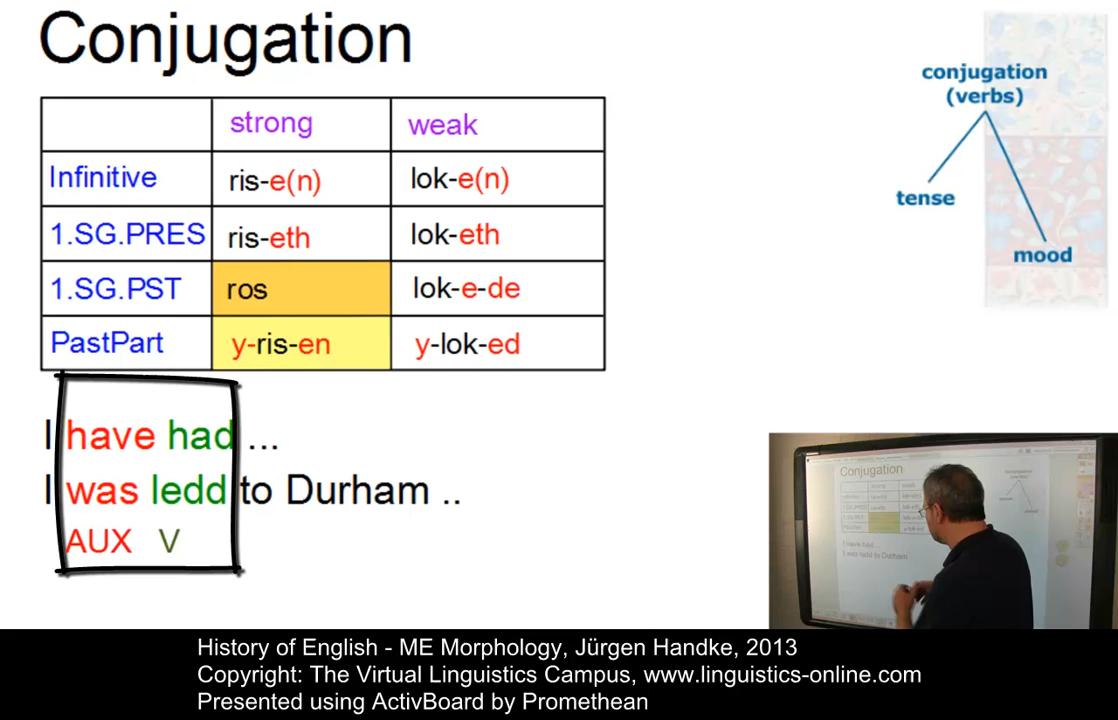 Conjugation
strong weak
Infinitive ris-e(n) lok-e(n)
1.SG.PRES ris-eth lok-eth
1.SG.PST ros lok-e-de
PastPart y-ris-en y-lok-ed
I have had ...
I was ledd to Durham ..
AUX V
conjugation
(verbs)
tense
mood
Conjugation
History of English - ME Morphology, Jürgen Handke, 2013
Copyright: The Virtual Linguistics Campus, www.linguistics-online.com
Presented using ActivBoard by Promethean